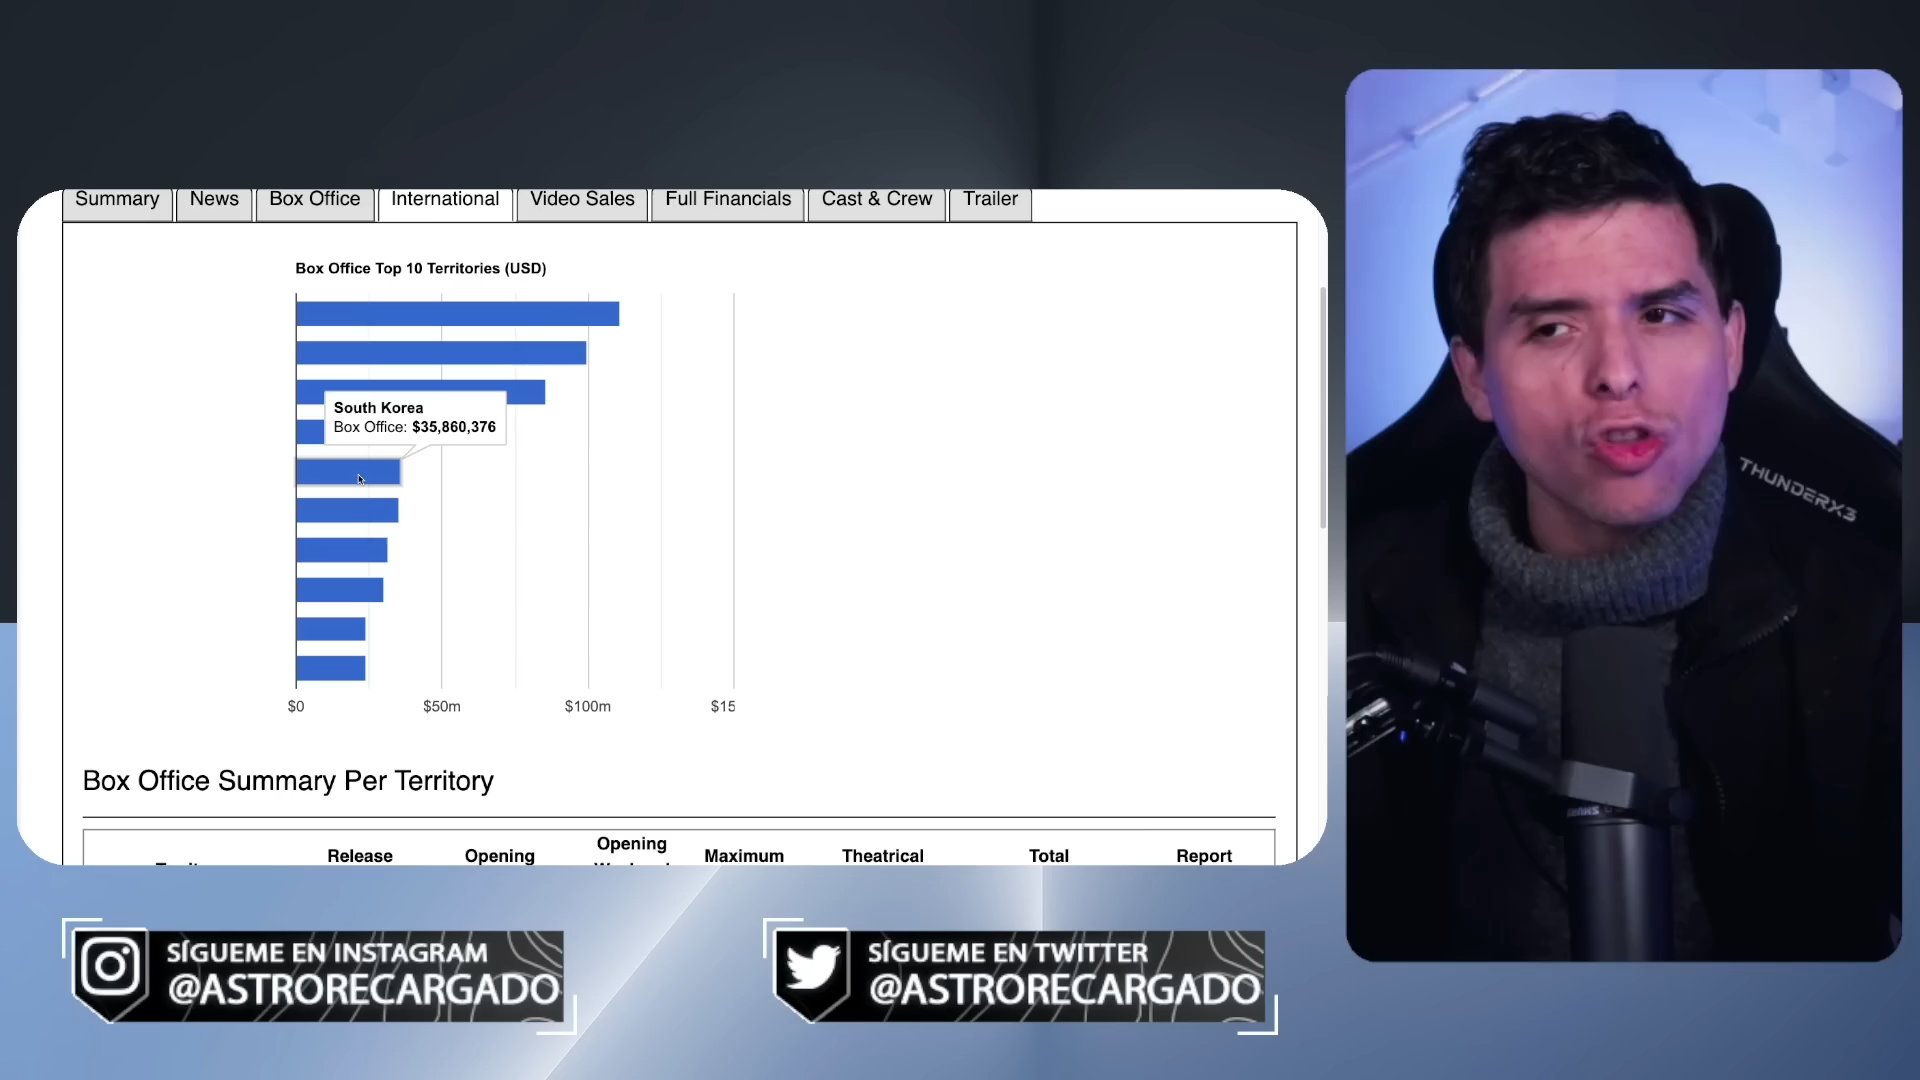 Summary
News
Box Office
International
Video Sales
Full Financials
Cast & Crew
Trailer
Box Office Top 10 Territories (USD)
South Korea
Box Office: $35,860,376
$0
$50m
$100m
$15
Box Office Summary Per Territory
Release
Opening
Opening
Maximum
Theatrical
Total
Report
THUNDERX3
SÍGUEME EN INSTAGRAM
@ASTRORECARGADO
SÍGUEME EN TWITTER
@ASTRORECARGADO